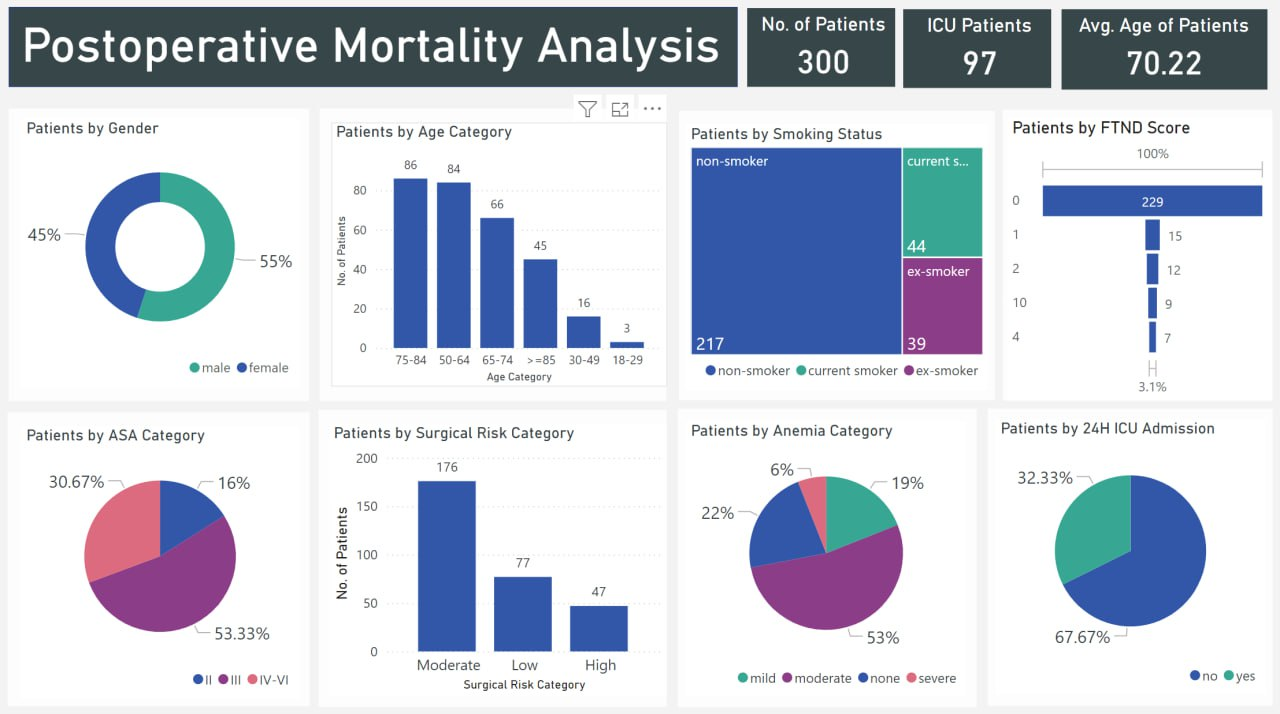 Postoperative Mortality Analysis
No. of Patients
300
ICU Patients
97
Avg. Age of Patients
70.22
Patients by Gender
45%
55%
male female
Patients by Age Category
No. of Patients
80
60
40
20
0
86
84
66
45
16
3
75-84 50-64 65-74 >=85 30-49 18-29
Age Category
Patients by Smoking Status
non-smoker
217
current s...
44
ex-smoker
39
non-smoker current smoker ex-smoker
Patients by FTND Score
100%
0 229
1 15
2 12
10 9
4 7
3.1%
Patients by ASA Category
30.67%
16%
53.33%
II III IV-VI
Patients by Surgical Risk Category
No. of Patients
200
150
100
50
0
176
77
47
Moderate Low High
Surgical Risk Category
Patients by Anemia Category
6%
19%
22%
53%
mild moderate none severe
Patients by 24H ICU Admission
32.33%
67.67%
no yes